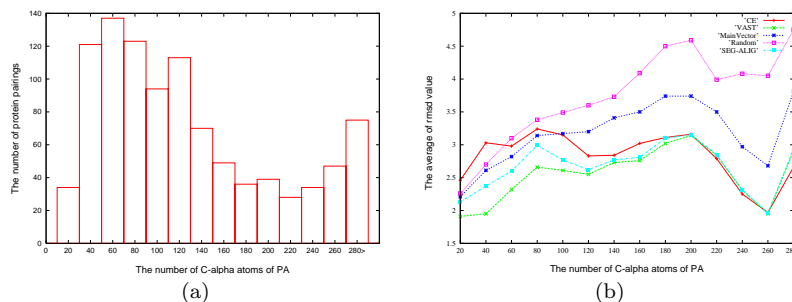 140
120
100
80
60
40
20
0
The number of protein pairings
0 20 40 60 80 100 120 140 160 180 200 220 240 260 280>
The number of C-alpha atoms of PA
(a)
5
4.5
4
3.5
3
2.5
2
1.5
The average of rmsd value
'CE'
'VAST'
'MainVector'
'Random'
'SEG-ALIG'
20 40 60 80 100 120 140 160 180 200 220 240 260 280
The number of C-alpha atoms of PA
(b)